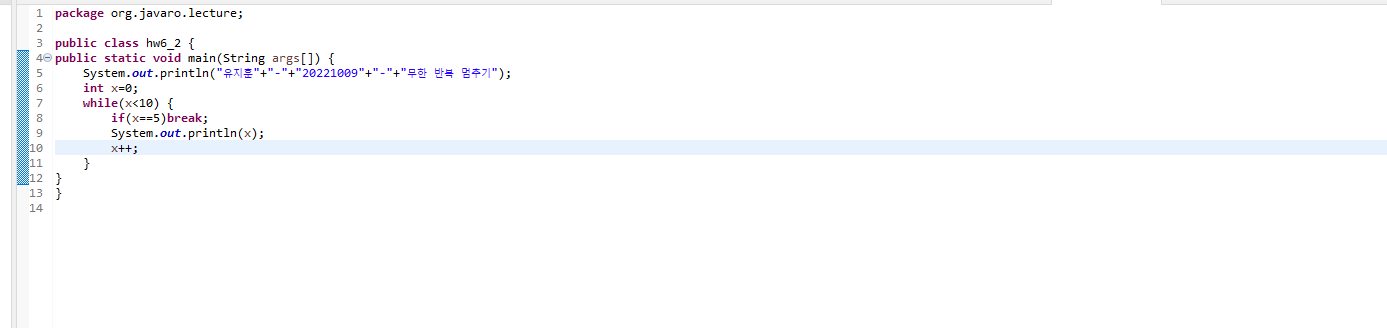 1 package org.javaro.lecture;
2
3 public class hw6_2 {
4 public static void main(String args[]) {
5 System.out.println("유지훈"+"-"+"20221009"+"-"+"무한 반복 멈추기");
6 int x=0;
7 while(x<10) {
8 if(x==5)break;
9 System.out.println(x);
10 x++;
11 }
12 }
13 }
14